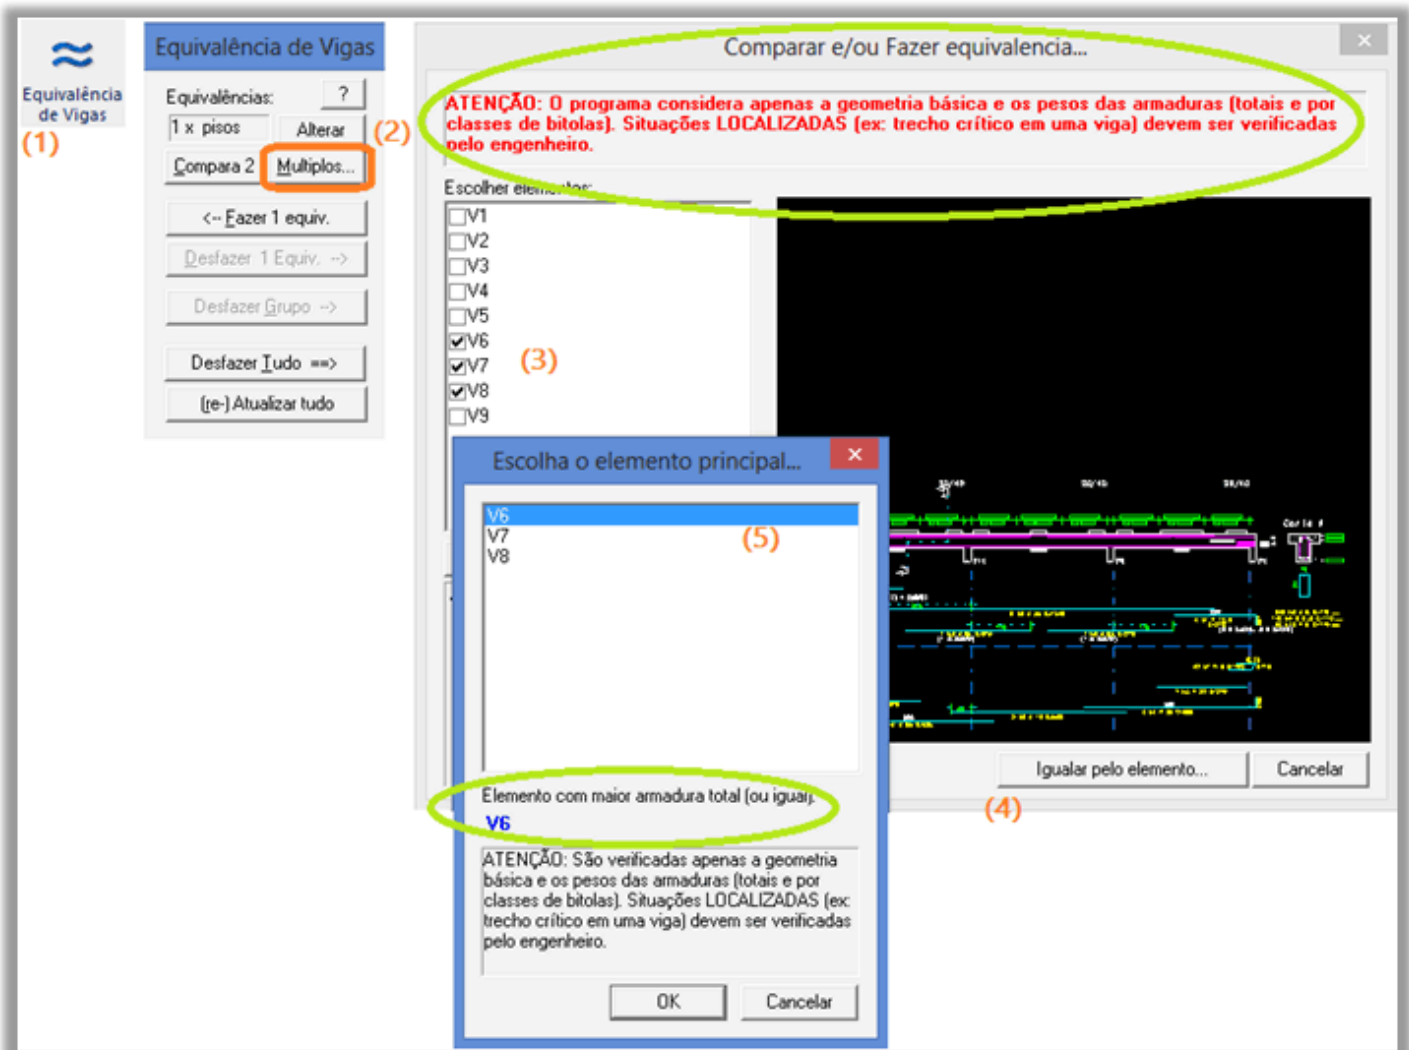 Equivalência
de Vigas
(1)
Equivalência de Vigas
Equivalências:
?
1 x pisos
Alterar
(2)
Compara 2
Multiplos...
<-- Fazer 1 equiv.
Desfazer 1 Equiv. -->
Desfazer Grupo -->
Desfazer Tudo ==>
(re-) Atualizar tudo
Comparar e/ou Fazer equivalencia...
ATENÇÃO: O programa considera apenas a geometria básica e os pesos das armaduras (totais e por
classes de bitolas). Situações LOCALIZADAS (ex: trecho crítico em uma viga) devem ser verificadas
pelo engenheiro.
Escolher elementos:
V1
V2
V3
V4
V5
V6
V7
V8
V9
(3)
Corte A
Igualar pelo elemento...
Cancelar
(4)
Escolha o elemento principal...
V6
V7
V8
(5)
Elemento com maior armadura total (ou igual):
V6
ATENÇÃO: São verificadas apenas a geometria
básica e os pesos das armaduras (totais e por
classes de bitolas). Situações LOCALIZADAS (ex:
trecho crítico em uma viga) devem ser verificadas
pelo engenheiro.
OK
Cancelar